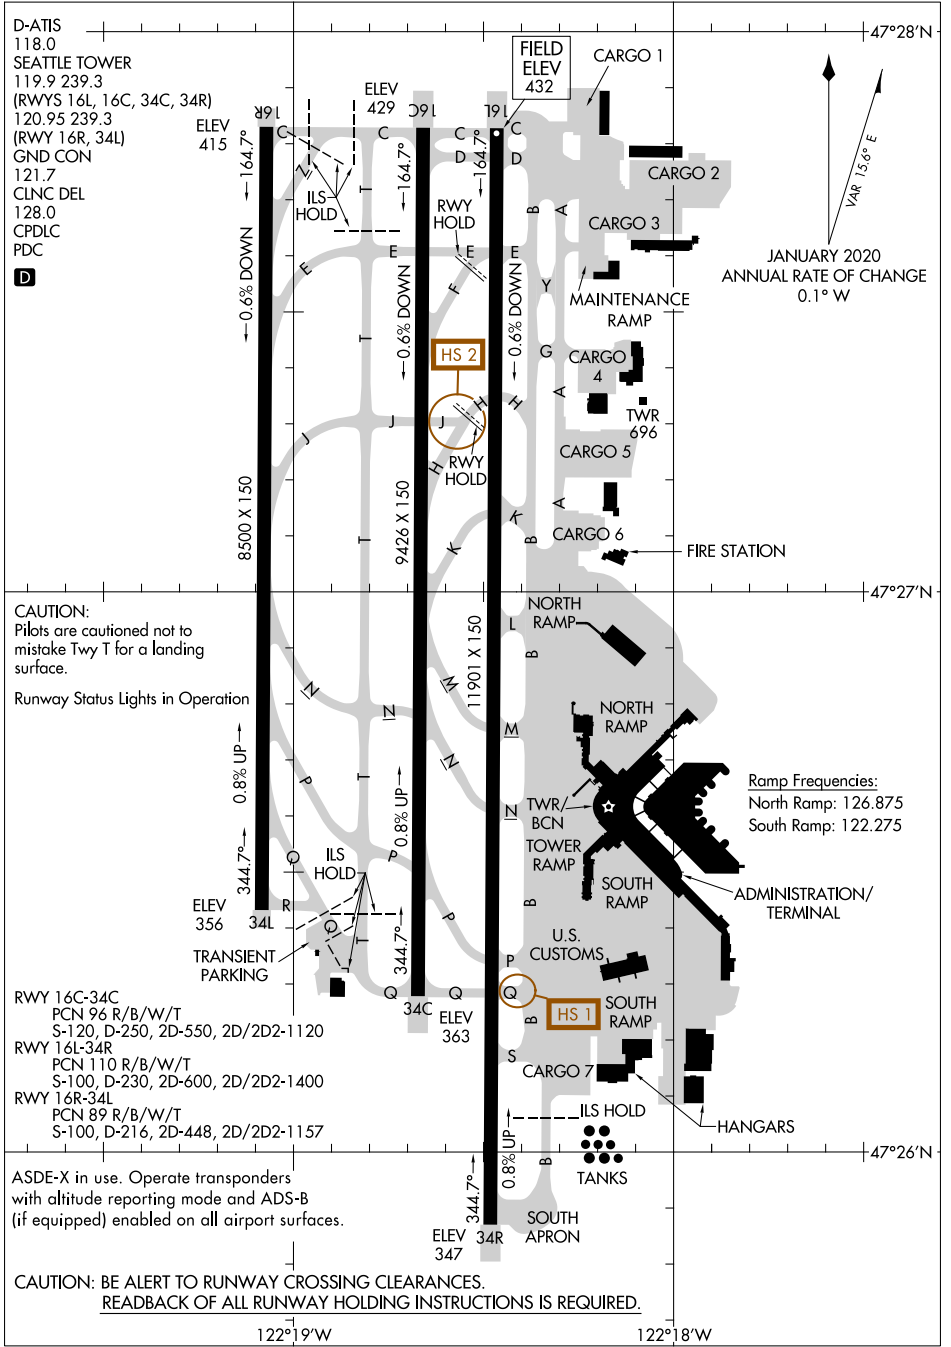 D-ATIS
118.0
SEATTLE TOWER
119.9 239.3
(RWYS 16L, 16C, 34C, 34R)
120.95 239.3
(RWY 16R, 34L)
GND CON
121.7
CLNC DEL
128.0
CPDLC
PDC
D
FIELD
ELEV
432
CARGO 1
47°28'N
ELEV
429
ELEV
415
16R
16C
16L
C
C
C
C
D
D
164.7°
164.7°
164.7°
Z
ILS
HOLD
T
CARGO 2
VAR 15.6° E
RWY
HOLD
B
A
CARGO 3
JANUARY 2020
ANNUAL RATE OF CHANGE
0.1° W
E
E
E
E
F
Y
MAINTENANCE
RAMP
0.6% DOWN
0.6% DOWN
0.6% DOWN
T
HS 2
G
CARGO
4
A
H
H
TWR
696
J
J
J
RWY
HOLD
H
CARGO 5
8500 X 150
9426 X 150
A
K
K
T
B
CARGO 6
FIRE STATION
47°27'N
CAUTION:
Pilots are cautioned not to
mistake Twy T for a landing
surface.
Runway Status Lights in Operation
NORTH
RAMP
L
B
11901 X 150
N
M
N
M
N
NORTH
RAMP
0.8% UP
P
T
0.8% UP
N
TWR/
BCN
TOWER
RAMP
Ramp Frequencies:
North Ramp: 126.875
South Ramp: 122.275
344.7°
Q
ILS
HOLD
P
SOUTH
RAMP
ADMINISTRATION/
TERMINAL
ELEV
356
34L
R
Q
P
B
T
344.7°
U.S.
CUSTOMS
TRANSIENT
PARKING
P
Q
Q
Q
34C
ELEV
363
HS 1
SOUTH
RAMP
B
RWY 16C-34C
PCN 96 R/B/W/T
S-120, D-250, 2D-550, 2D/2D2-1120
RWY 16L-34R
PCN 110 R/B/W/T
S-100, D-230, 2D-600, 2D/2D2-1400
RWY 16R-34L
PCN 89 R/B/W/T
S-100, D-216, 2D-448, 2D/2D2-1157
S
CARGO 7
ILS HOLD
HANGARS
0.8% UP
47°26'N
TANKS
B
344.7°
ASDE-X in use. Operate transponders
with altitude reporting mode and ADS-B
(if equipped) enabled on all airport surfaces.
SOUTH
APRON
ELEV
347
34R
CAUTION: BE ALERT TO RUNWAY CROSSING CLEARANCES.
READBACK OF ALL RUNWAY HOLDING INSTRUCTIONS IS REQUIRED.
122°19'W
122°18'W